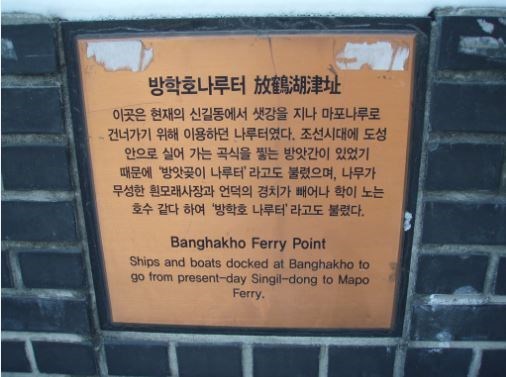 방학호나루터 放鶴湖津址
이곳은 현재의 신길동에서 샛강을 지나 마포나루로
건너가기 위해 이용하던 나루터였다. 조선시대에 도성
안으로 실어 가는 곡식을 찧는 방앗간이 있었기
때문에 '방앗곶이 나루터'라고도 불렸으며, 나무가
무성한 흰모래사장과 언덕의 경치가 빼어나 학이 노는
호수 같다 하여 '방학호 나루터'라고도 불렸다.
Banghakho Ferry Point
Ships and boats docked at Banghakho to
go from present-day Singil-dong to Mapo
Ferry.